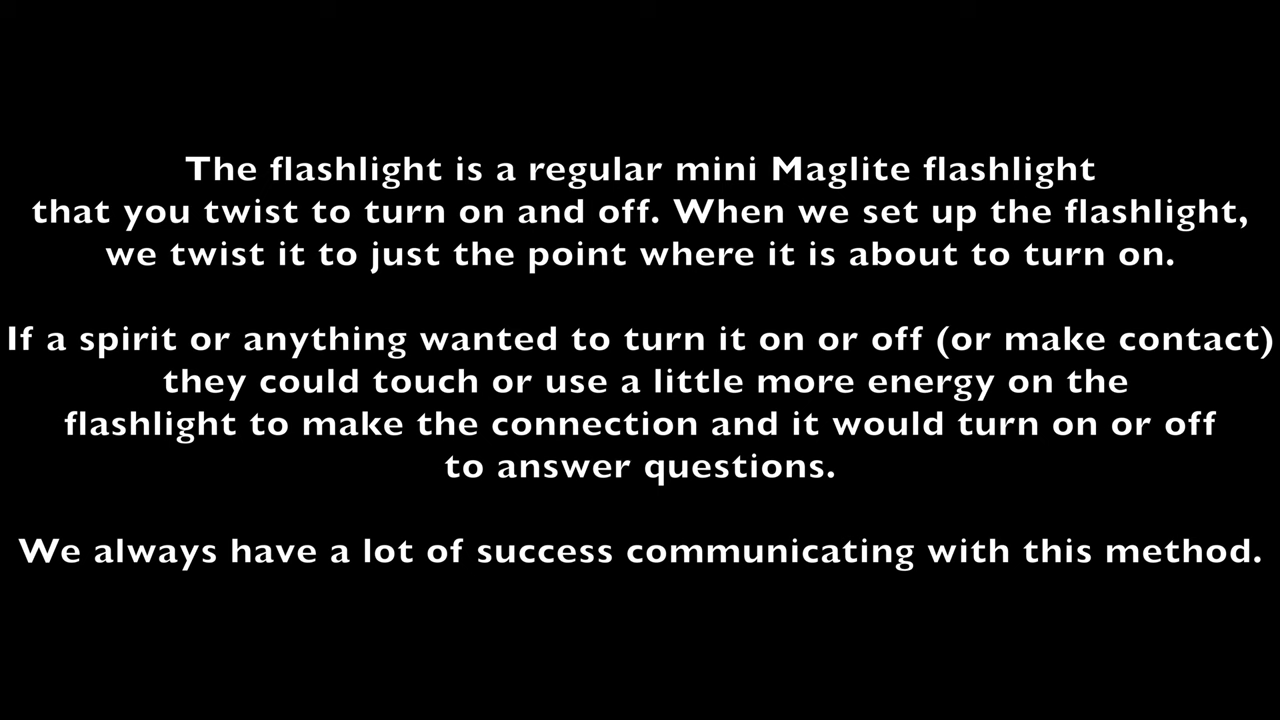 The flashlight is a regular mini Maglite flashlight
that you twist to turn on and off. When we set up the flashlight,
we twist it to just the point where it is about to turn on.
If a spirit or anything wanted to turn it on or off (or make contact)
they could touch or use a little more energy on the
flashlight to make the connection and it would turn on or off
to answer questions.
We always have a lot of success communicating with this method.